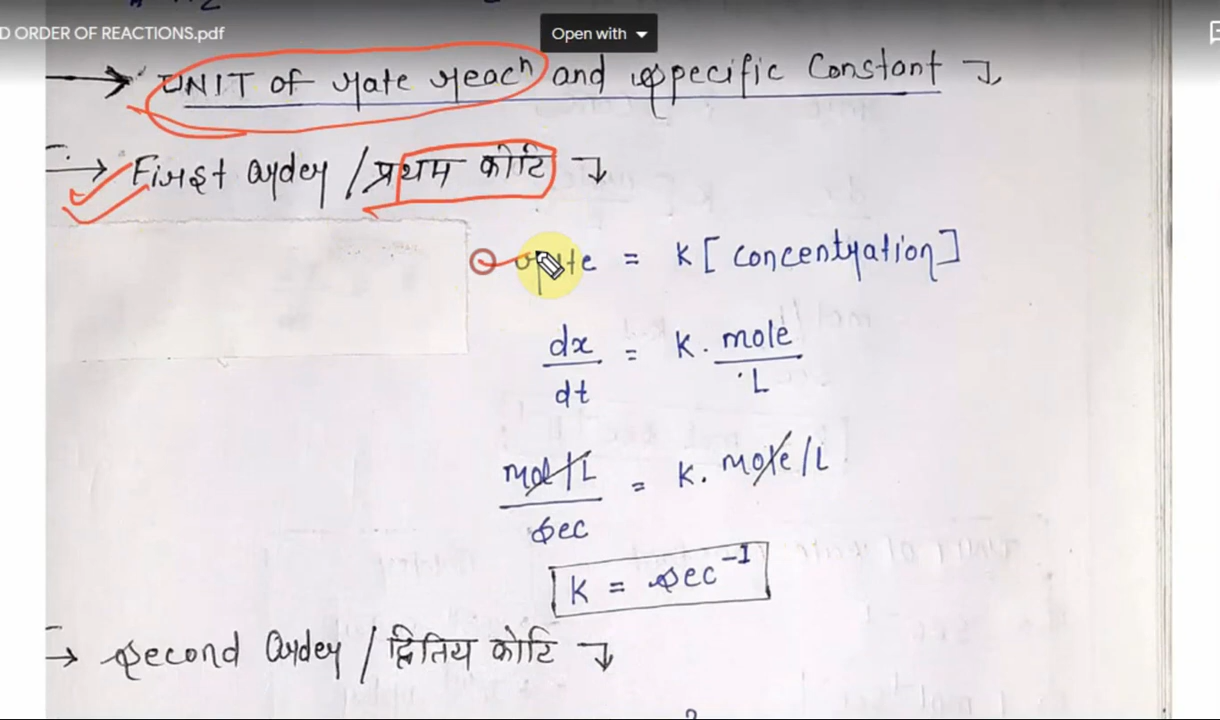 D ORDER OF REACTIONS.pdf
Open with
→ UNIT of rate reacⁿ and specific Constant ↴
→ First order / प्रथम कोटि ↴
rate = K [ concentration ]
dx/dt = K . mole/L
mol/L/sec = K. mole/L
K = sec⁻¹
→ second order / द्वितिय कोटि ↴